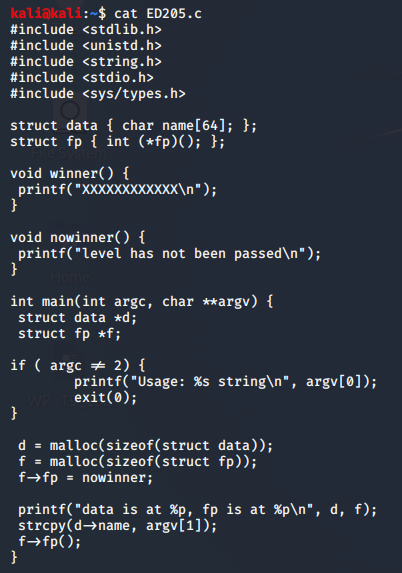 kali@kali:~$ cat ED205.c
#include <stdlib.h>
#include <unistd.h>
#include <string.h>
#include <stdio.h>
#include <sys/types.h>

struct data { char name[64]; };
struct fp { int (*fp)(); };

void winner() {
 printf("XXXXXXXXXXXX\n");
}

void nowinner() {
 printf("level has not been passed\n");
}

int main(int argc, char **argv) {
 struct data *d;
 struct fp *f;

if ( argc ≠ 2) {
        printf("Usage: %s string\n", argv[0]);
        exit(0);
}

 d = malloc(sizeof(struct data));
 f = malloc(sizeof(struct fp));
 f→fp = nowinner;

 printf("data is at %p, fp is at %p\n", d, f);
 strcpy(d→name, argv[1]);
 f→fp();
}